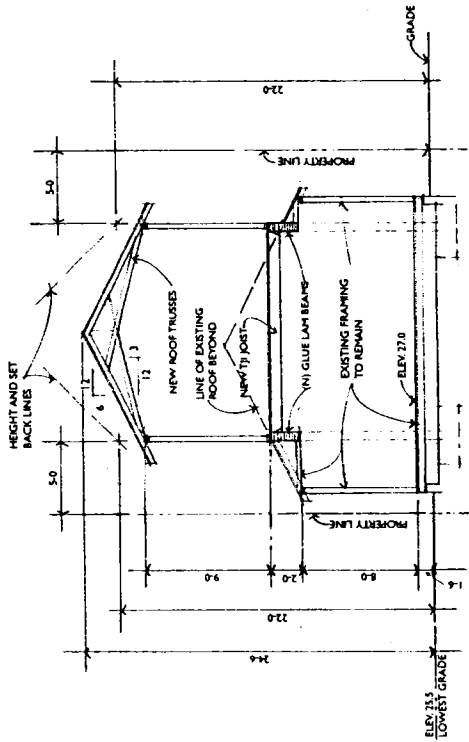 HEIGHT AND SET
BACK LINES
5-0
5-0
12
6
3
12
NEW ROOF TRUSSES
LINE OF EXISTING
ROOF BEYOND
NEW TJI JOIST
(N) GLUE LAM BEAMS
EXISTING FRAMING
TO REMAIN
ELEV. 27.0
PROPERTY LINE
PROPERTY LINE
22-0
GRADE
9-0
2-0
8-0
1-6
22-0
24-6
ELEV. 25.5
LOWEST GRADE